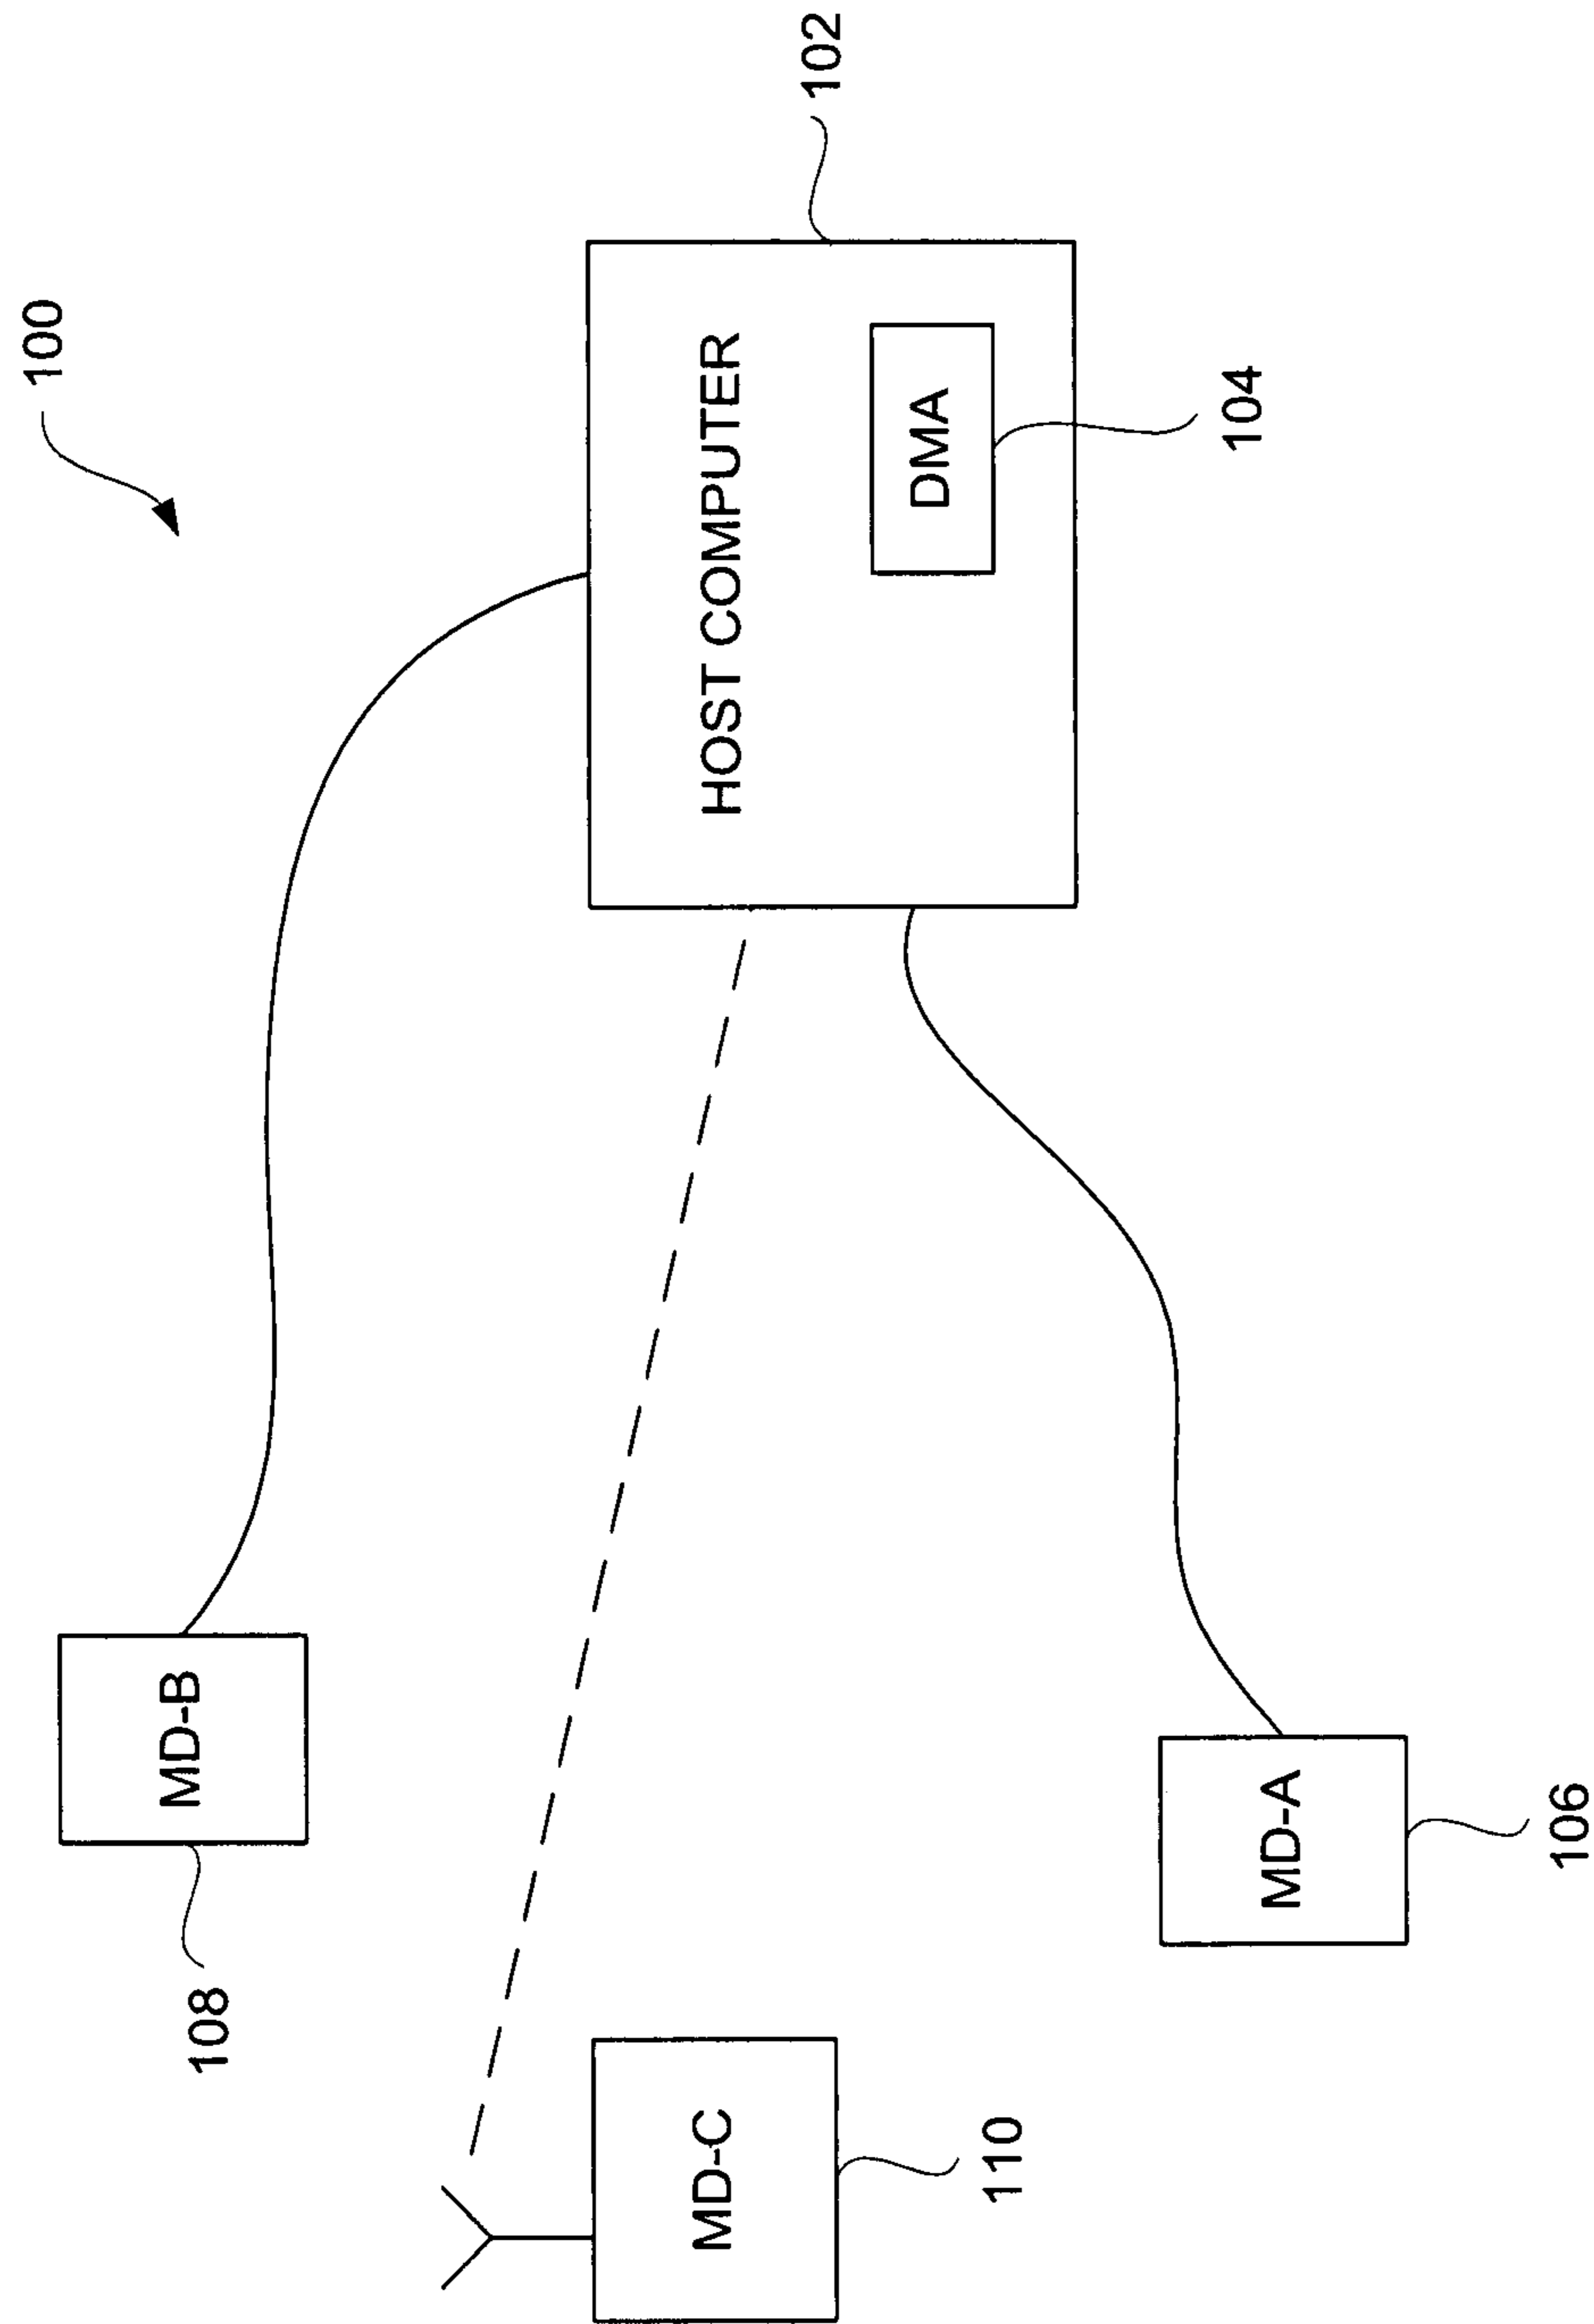 100
MD-B
108
HOST COMPUTER
102
DMA
104
MD-C
110
MD-A
106